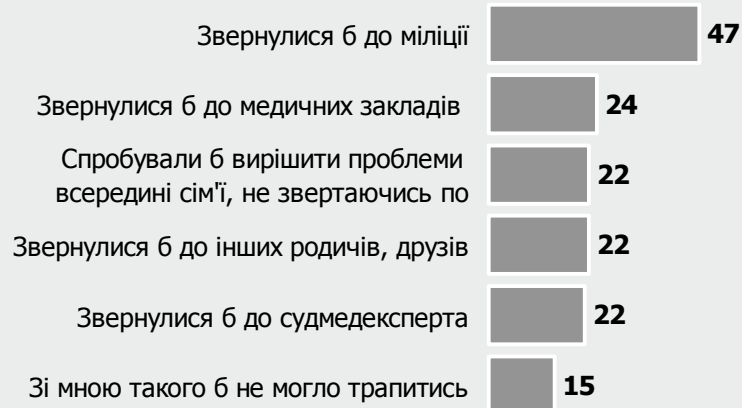 Звернулися б до міліції 47
Звернулися б до медичних закладів 24
Спробували б вирішити проблеми
всередині сім'ї, не звертаючись по 22
Звернулися б до інших родичів, друзів 22
Звернулися б до судмедексперта 22
Зі мною такого б не могло трапитись 15